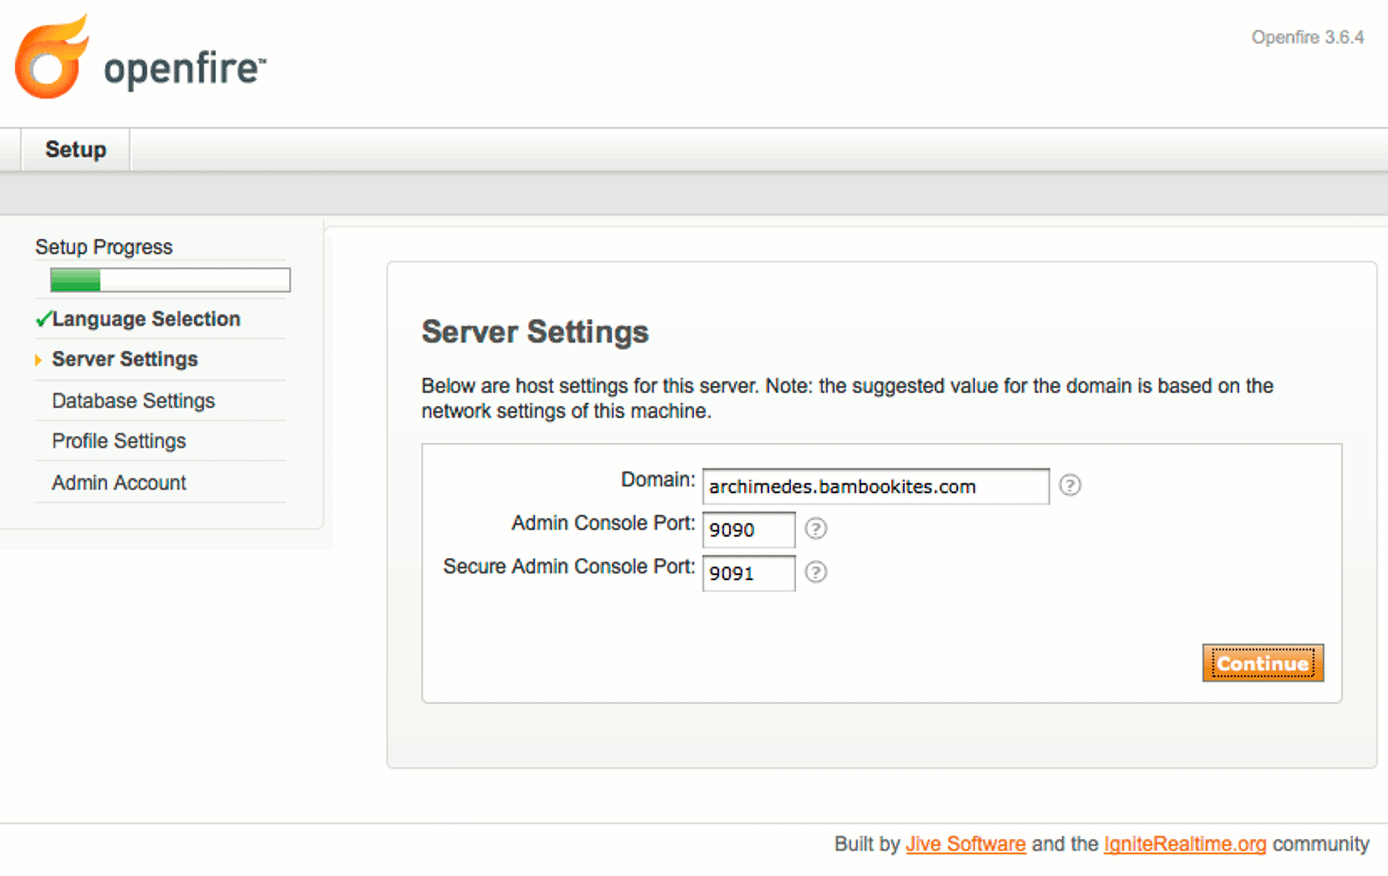 openfire™
Openfire 3.6.4
Setup
Setup Progress
Language Selection
Server Settings
Database Settings
Profile Settings
Admin Account
Server Settings
Below are host settings for this server. Note: the suggested value for the domain is based on the
network settings of this machine.
Domain: archimedes.bambookites.com ?
Admin Console Port: 9090 ?
Secure Admin Console Port: 9091 ?
Continue
Built by Jive Software and the IgniteRealtime.org community